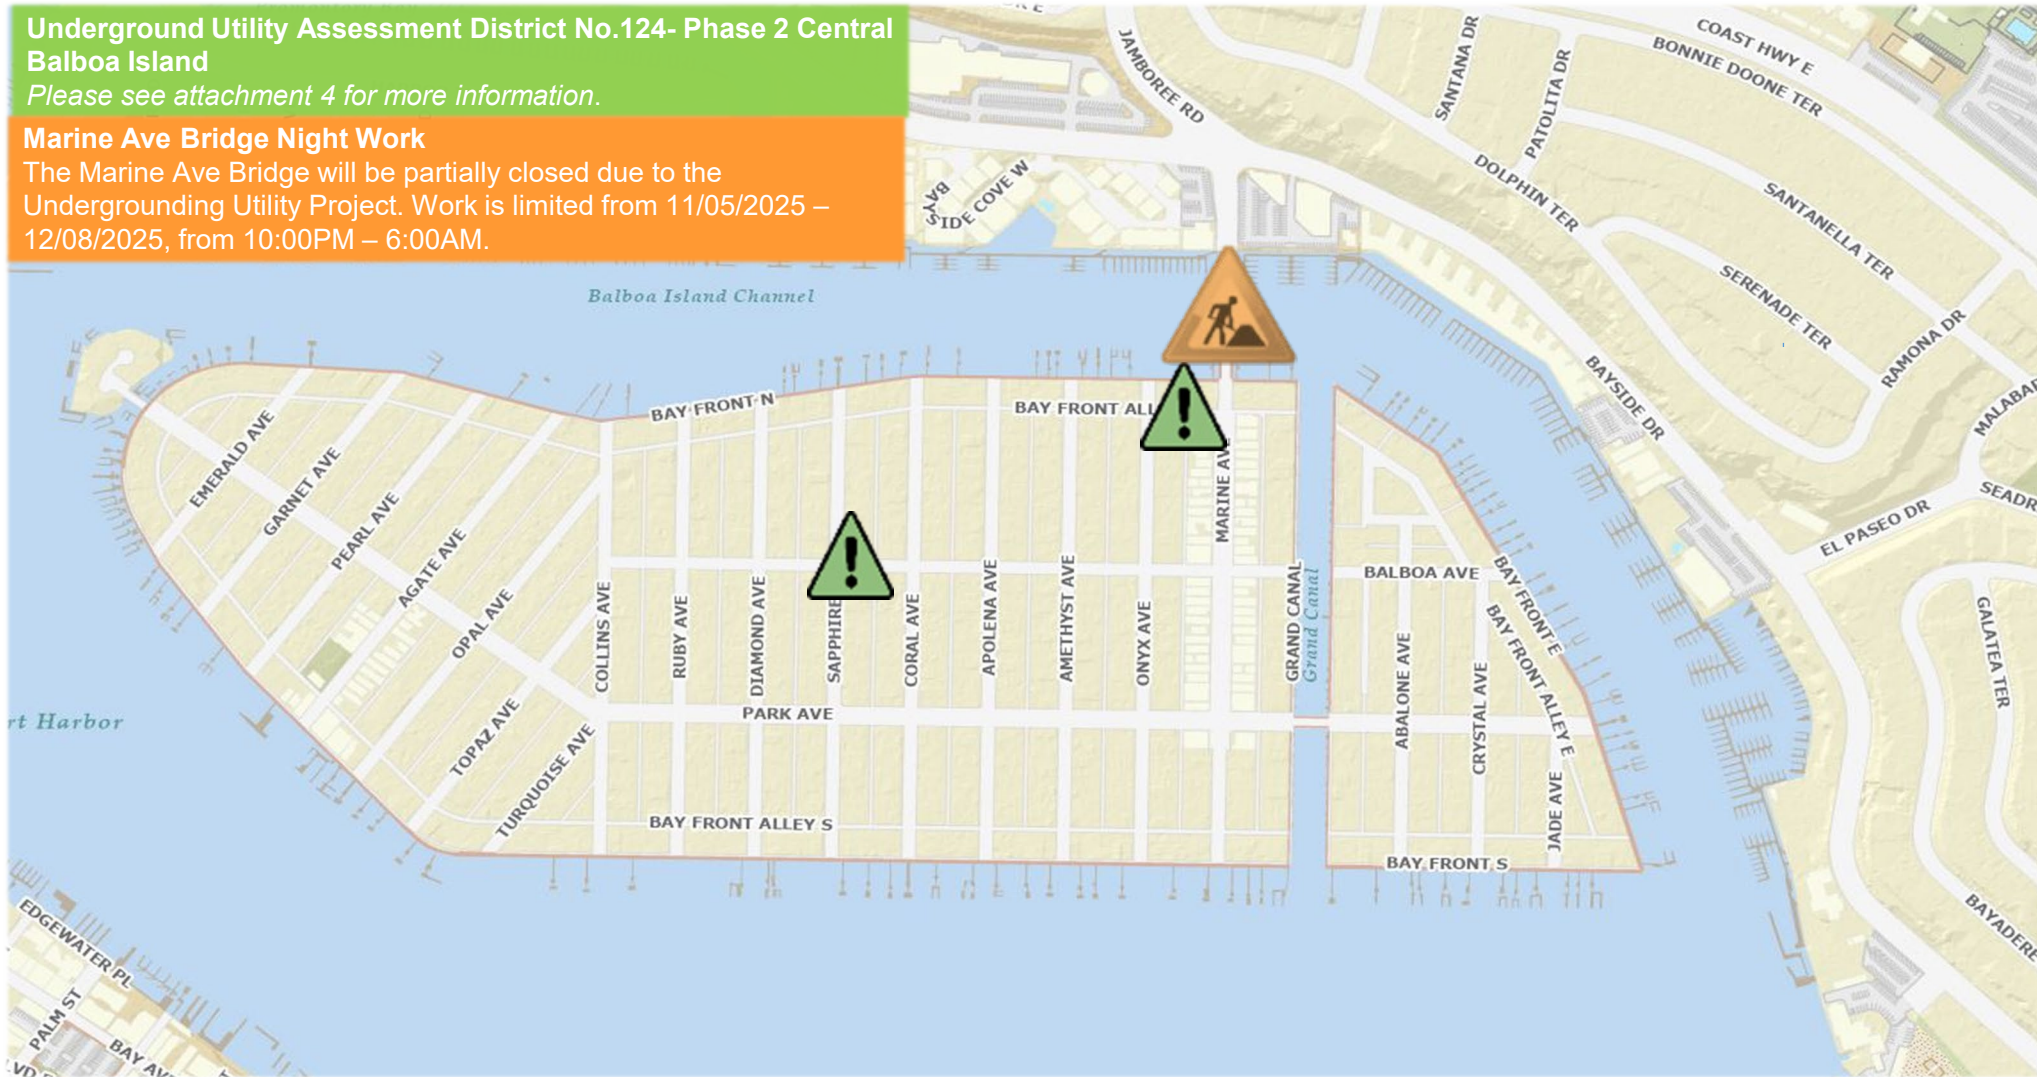 Underground Utility Assessment District No.124- Phase 2 Central
Balboa Island
Please see attachment 4 for more information.
Marine Ave Bridge Night Work
The Marine Ave Bridge will be partially closed due to the
Undergrounding Utility Project. Work is limited from 11/05/2025 –
12/08/2025, from 10:00PM – 6:00AM.
JAMBOREE RD
SANTANA DR
PATOLITA DR
COAST HWY E
BONNIE DOONE TER
BAYSIDE COVE W
DOLPHIN TER
SANTANELLA TER
SERENADE TER
RAMONA DR
Balboa Island Channel
BAYSIDE DR
MALABAR
SEADR
EL PASEO DR
GALATEA TER
BAYADERE
BAY FRONT N
BAY FRONT ALL
EMERALD AVE
GARNET AVE
PEARL AVE
AGATE AVE
OPAL AVE
TOPAZ AVE
TURQUOISE AVE
COLLINS AVE
RUBY AVE
DIAMOND AVE
SAPPHIRE
CORAL AVE
APOLENA AVE
AMETHYST AVE
ONYX AVE
MARINE AV
GRAND CANAL
Grand Canal
BALBOA AVE
BAY FRONT E
BAY FRONT ALLEY E
ABALONE AVE
CRYSTAL AVE
JADE AVE
PARK AVE
BAY FRONT ALLEY S
BAY FRONT S
rt Harbor
EDGEWATER PL
PALM ST
BAY AV
LVD